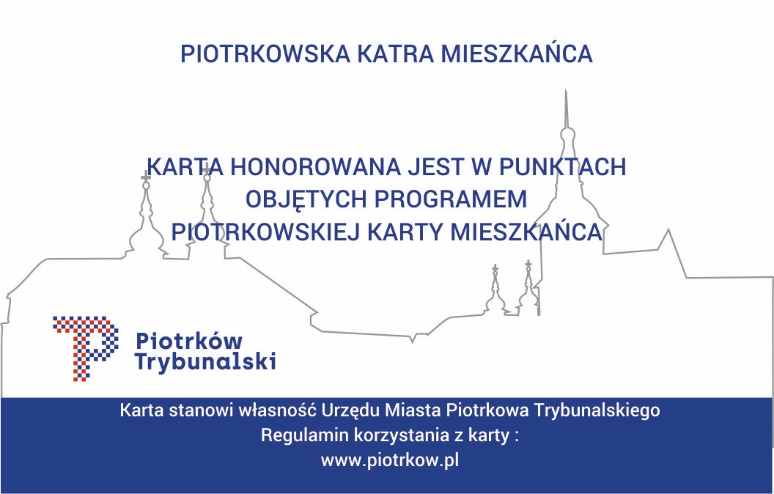 PIOTRKOWSKA KATRA MIESZKAŃCA
KARTA HONOROWANA JEST W PUNKTACH
OBJĘTYCH PROGRAMEM
PIOTRKOWSKIEJ KARTY MIESZKAŃCA
Piotrków
Trybunalski
Karta stanowi własność Urzędu Miasta Piotrkowa Trybunalskiego
Regulamin korzystania z karty :
www.piotrkow.pl